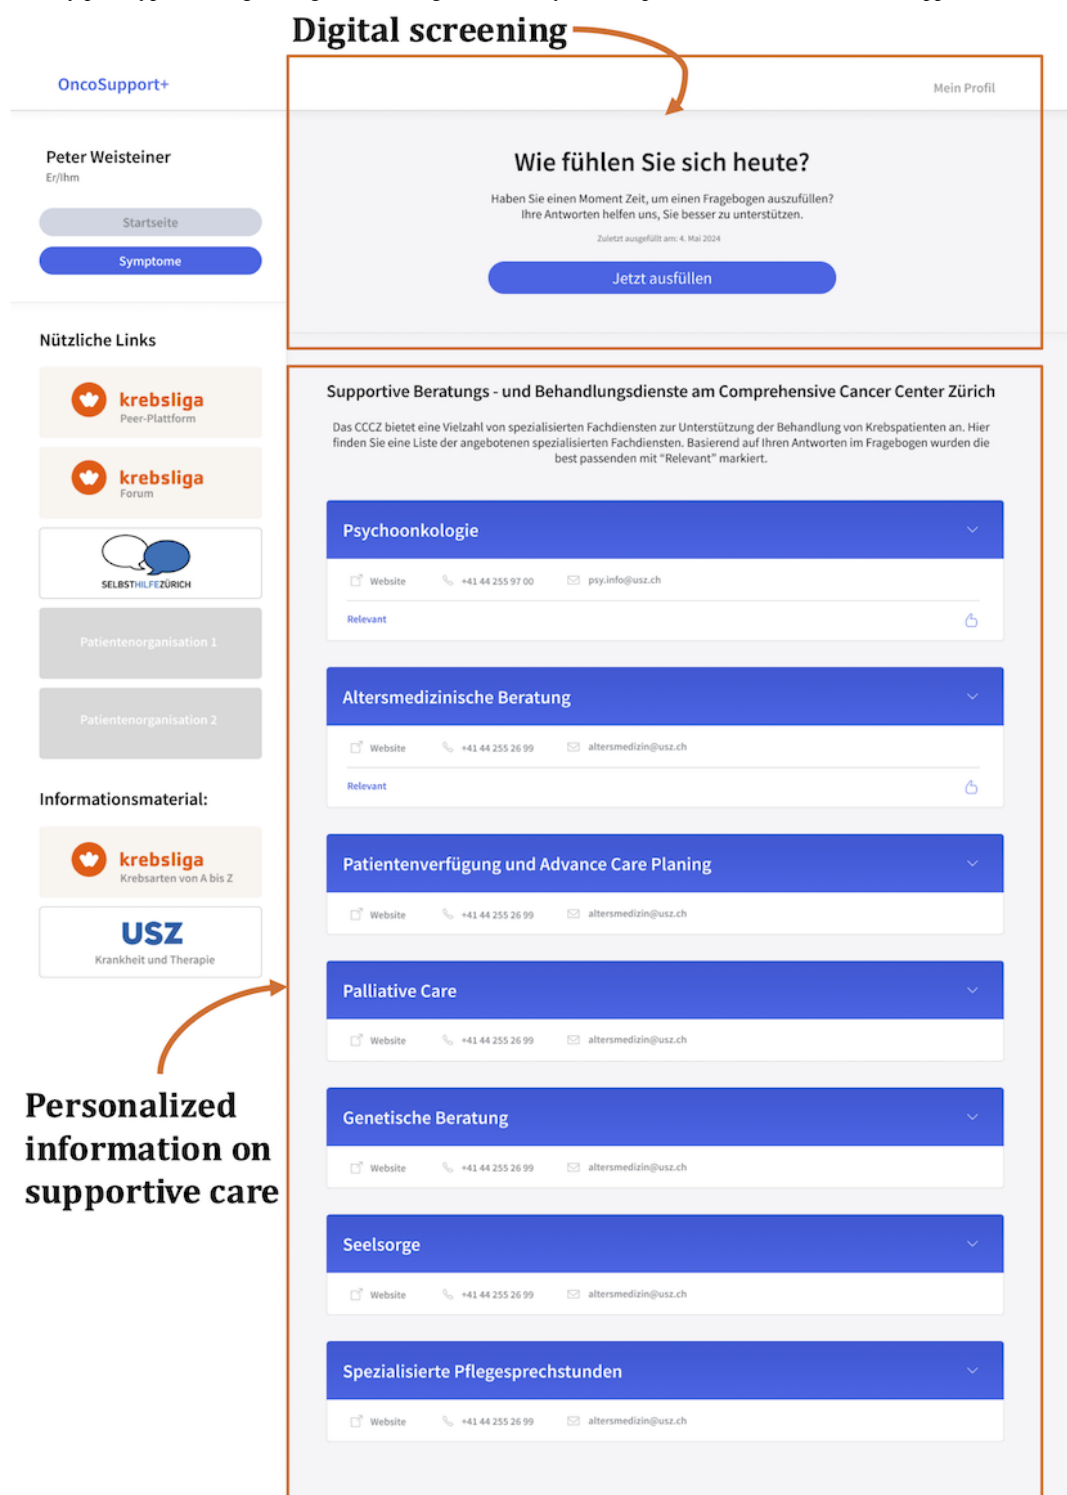 Digital screening
OncoSupport+
Mein Profil
Peter Weisteiner
Er/Ihm
Startseite
Symptome
Wie fühlen Sie sich heute?
Haben Sie einen Moment Zeit, um einen Fragebogen auszufüllen?
Ihre Antworten helfen uns, Sie besser zu unterstützen.
Zuletzt ausgefüllt am: 4. Mai 2024
Jetzt ausfüllen
Nützliche Links
krebsliga
Peer-Plattform
krebsliga
Forum
SELBSTHILFEZÜRICH
Patientenorganisation 1
Patientenorganisation 2
Informationsmaterial:
krebsliga
Krebsarten von A bis Z
USZ
Krankheit und Therapie
Personalized
information on
supportive care
Supportive Beratungs - und Behandlungsdienste am Comprehensive Cancer Center Zürich
Das CCCZ bietet eine Vielzahl von spezialisierten Fachdiensten zur Unterstützung der Behandlung von Krebspatienten an. Hier
finden Sie eine Liste der angebotenen spezialisierten Fachdiensten. Basierend auf Ihren Antworten im Fragebogen wurden die
best passenden mit "Relevant" markiert.
Psychoonkologie
Website +41 44 255 97 00 psy.info@usz.ch
Relevant
Altersmedizinische Beratung
Website +41 44 255 26 99 altersmedizin@usz.ch
Relevant
Patientenverfügung und Advance Care Planing
Website +41 44 255 26 99 altersmedizin@usz.ch
Palliative Care
Website +41 44 255 26 99 altersmedizin@usz.ch
Genetische Beratung
Website +41 44 255 26 99 altersmedizin@usz.ch
Seelsorge
Website +41 44 255 26 99 altersmedizin@usz.ch
Spezialisierte Pflegesprechstunden
Website +41 44 255 26 99 altersmedizin@usz.ch